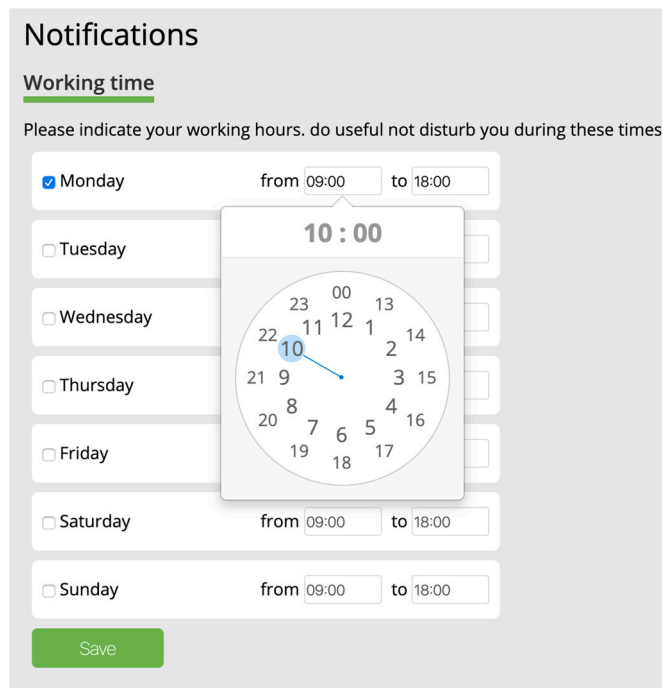 Notifications
Working time
Please indicate your working hours. do useful not disturb you during these times
Monday from 09:00 to 18:00
10 : 00
Tuesday
00
23 13
12
11 1
Wednesday
22 14
10 2
21 9 3 15
Thursday
8 4
20 16
7 5
6
Friday
19 17
18
Saturday from 09:00 to 18:00
Sunday from 09:00 to 18:00
Save